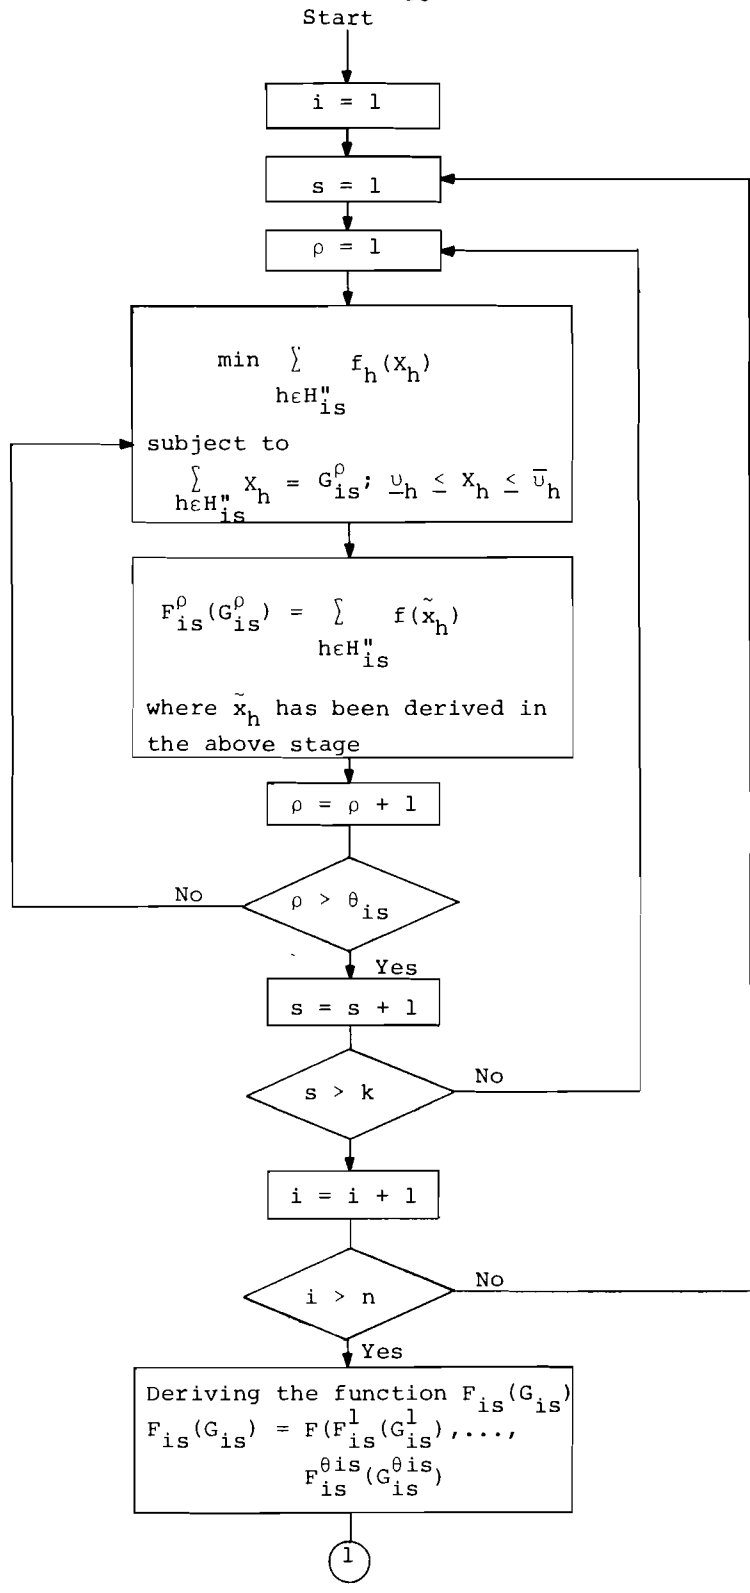 Start
i = 1
s = 1
ρ = 1
min ∑ f_h(X_h)
hεH"_is
subject to
∑ X_h = G^ρ_is; υ_h ≤ X_h ≤ ῡ_h
hεH"_is
F^ρ_is(G^ρ_is) = ∑ f(x̃_h)
hεH"_is
where x̃_h has been derived in
the above stage
ρ = ρ + 1
No
ρ > θ_is
Yes
s = s + 1
No
s > k
i = i + 1
No
i > n
Yes
Deriving the function F_is(G_is)
F_is(G_is) = F(F^1_is(G^1_is),...,
F^θis_is(G^θis_is)
1